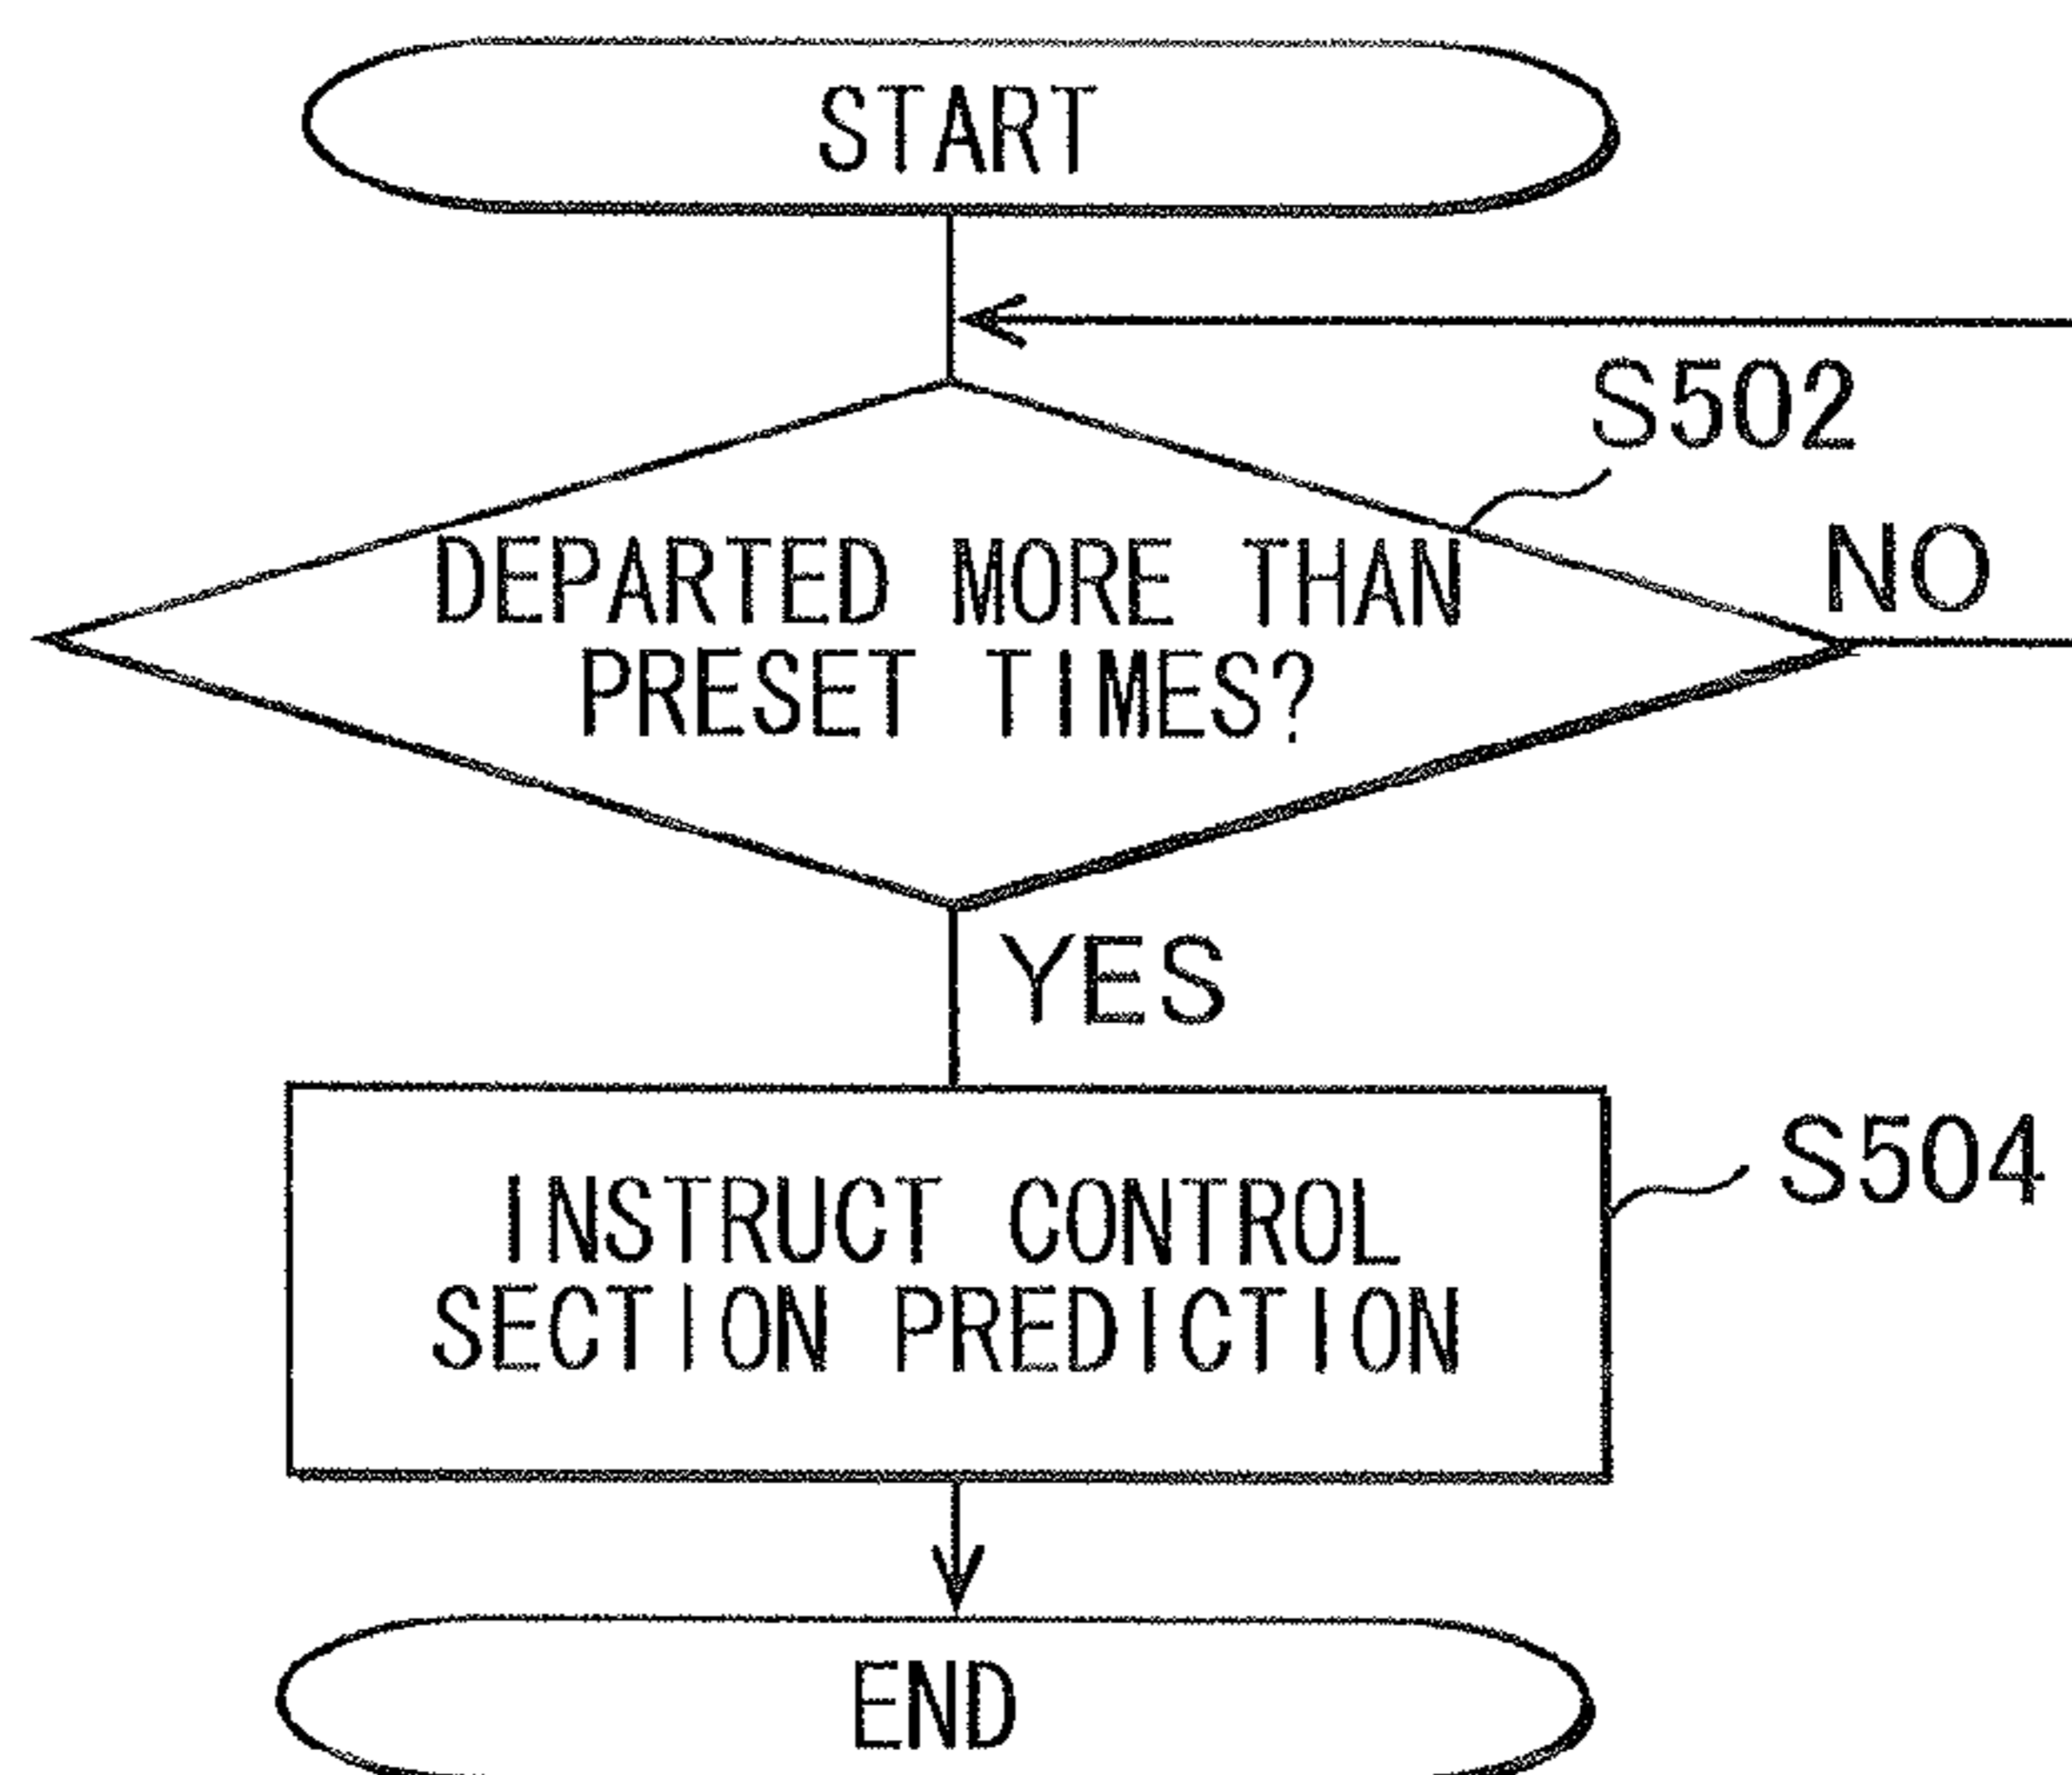 START
S502
DEPARTED MORE THAN
PRESET TIMES?
NO
YES
INSTRUCT CONTROL
SECTION PREDICTION
S504
END